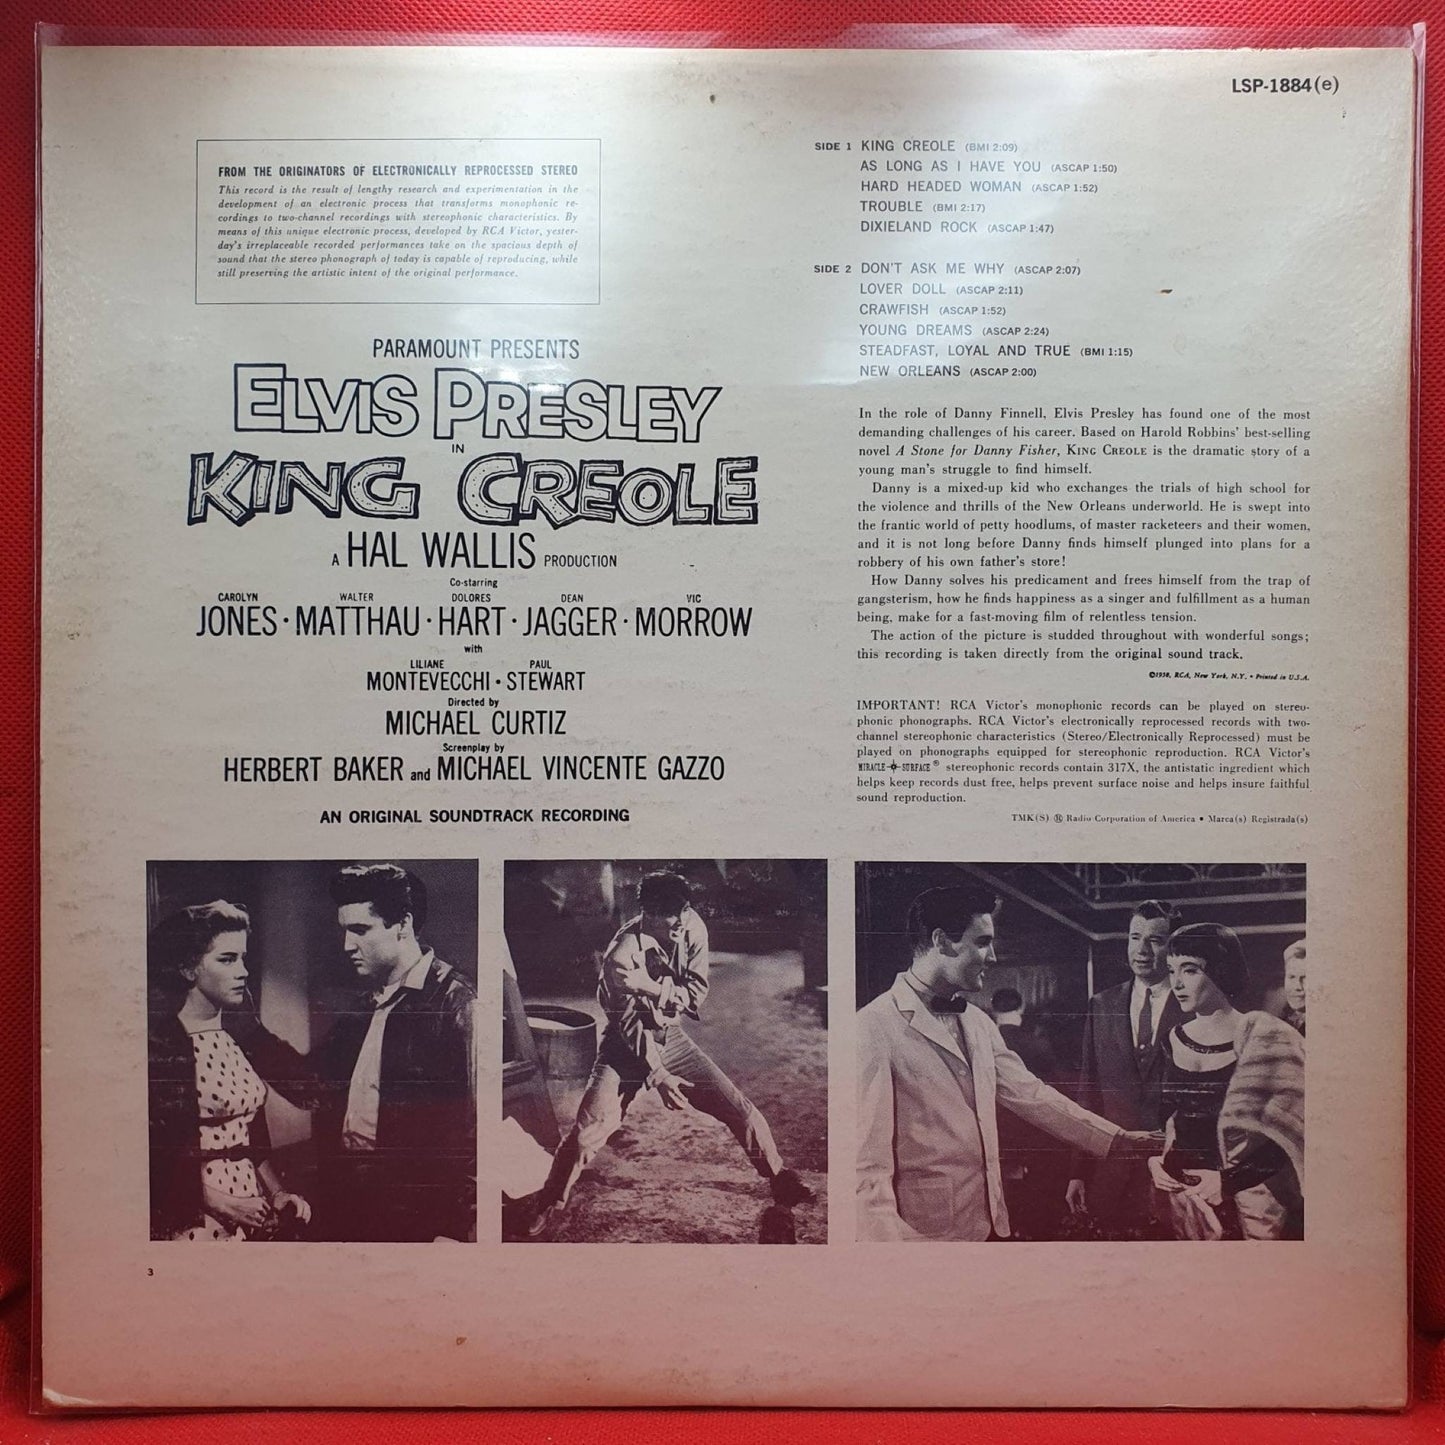 LSP-1884(e)
FROM THE ORIGINATORS OF ELECTRONICALLY REPROCESSED STEREO
This record is the result of lengthy research and experimentation in the
development of an electronic process that transforms monophonic re-
cordings to two-channel recordings with stereophonic characteristics. By
means of this unique electronic process, developed by RCA Victor, yester-
day's irreplaceable recorded performances take on the spacious depth of
sound that the stereo phonograph of today is capable of reproducing, while
still preserving the artistic intent of the original performance.
PARAMOUNT PRESENTS
ELVIS PRESLEY
IN
KING CREOLE
A HAL WALLIS PRODUCTION
Co-starring
CAROLYN WALTER DOLORES DEAN VIC
JONES · MATTHAU · HART · JAGGER · MORROW
with
LILIANE PAUL
MONTEVECCHI · STEWART
Directed by
MICHAEL CURTIZ
Screenplay by
HERBERT BAKER and MICHAEL VINCENTE GAZZO
AN ORIGINAL SOUNDTRACK RECORDING
SIDE 1 KING CREOLE (BMI 2:09)
AS LONG AS I HAVE YOU (ASCAP 1:50)
HARD HEADED WOMAN (ASCAP 1:52)
TROUBLE (BMI 2:17)
DIXIELAND ROCK (ASCAP 1:47)
SIDE 2 DON'T ASK ME WHY (ASCAP 2:07)
LOVER DOLL (ASCAP 2:11)
CRAWFISH (ASCAP 1:52)
YOUNG DREAMS (ASCAP 2:24)
STEADFAST, LOYAL AND TRUE (BMI 1:15)
NEW ORLEANS (ASCAP 2:00)
In the role of Danny Finnell, Elvis Presley has found one of the most
demanding challenges of his career. Based on Harold Robbins' best-selling
novel A Stone for Danny Fisher, KING CREOLE is the dramatic story of a
young man's struggle to find himself.
Danny is a mixed-up kid who exchanges the trials of high school for
the violence and thrills of the New Orleans underworld. He is swept into
the frantic world of petty hoodlums, of master racketeers and their women,
and it is not long before Danny finds himself plunged into plans for a
robbery of his own father's store!
How Danny solves his predicament and frees himself from the trap of
gangsterism, how he finds happiness as a singer and fulfillment as a human
being, make for a fast-moving film of relentless tension.
The action of the picture is studded throughout with wonderful songs;
this recording is taken directly from the original sound track.
©1958, RCA, New York, N.Y. • Printed in U.S.A.
IMPORTANT! RCA Victor's monophonic records can be played on stereo-
phonic phonographs. RCA Victor's electronically reprocessed records with two-
channel stereophonic characteristics (Stereo/Electronically Reprocessed) must be
played on phonographs equipped for stereophonic reproduction. RCA Victor's
MIRACLE SURFACE ® stereophonic records contain 317X, the antistatic ingredient which
helps keep records dust free, helps prevent surface noise and helps insure faithful
sound reproduction.
TMK(S) ® Radio Corporation of America • Marca(s) Registrada(s)
3